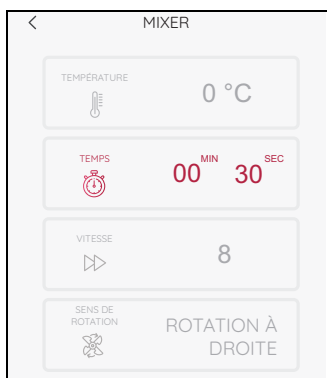 MIXER
TEMPÉRATURE
0 °C
TEMPS
00 MIN 30 SEC
VITESSE
8
SENS DE
ROTATION
ROTATION À
DROITE